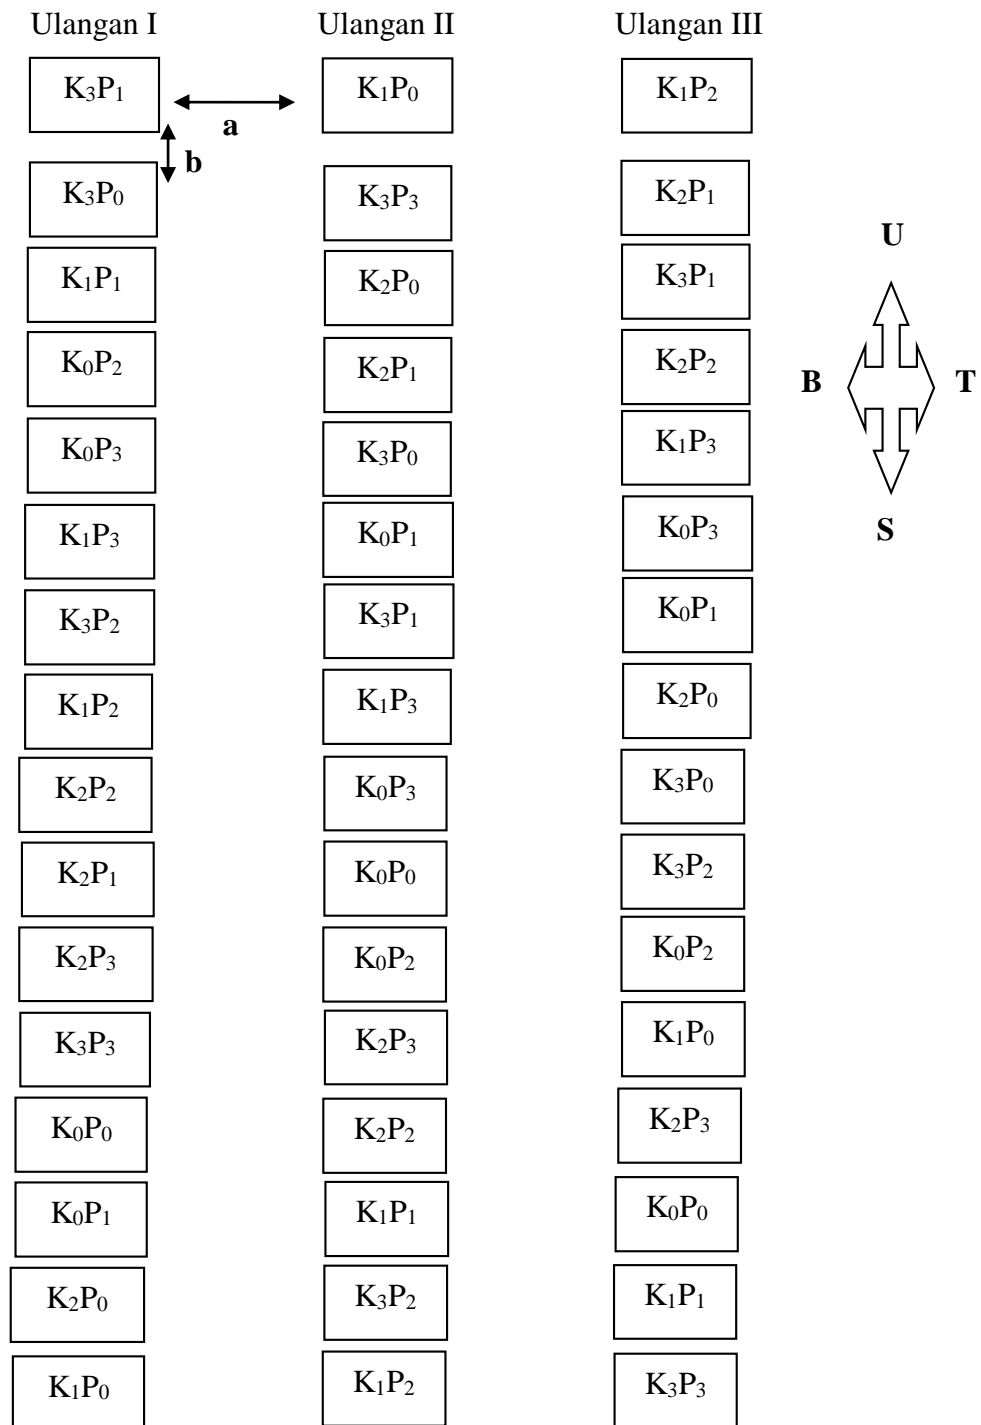 Ulangan I Ulangan II Ulangan III
K₃P₁ K₁P₀ K₁P₂
a
b
K₃P₀ K₃P₃ K₂P₁
U
K₁P₁ K₂P₀ K₃P₁
K₀P₂ K₂P₁ K₂P₂
B T
K₀P₃ K₃P₀ K₁P₃
S
K₁P₃ K₀P₁ K₀P₃
K₃P₂ K₃P₁ K₀P₁
K₁P₂ K₁P₃ K₂P₀
K₂P₂ K₀P₃ K₃P₀
K₂P₁ K₀P₀ K₃P₂
K₂P₃ K₀P₂ K₀P₂
K₃P₃ K₂P₃ K₁P₀
K₀P₀ K₂P₂ K₂P₃
K₀P₁ K₁P₁ K₀P₀
K₂P₀ K₃P₂ K₁P₁
K₁P₀ K₁P₂ K₃P₃